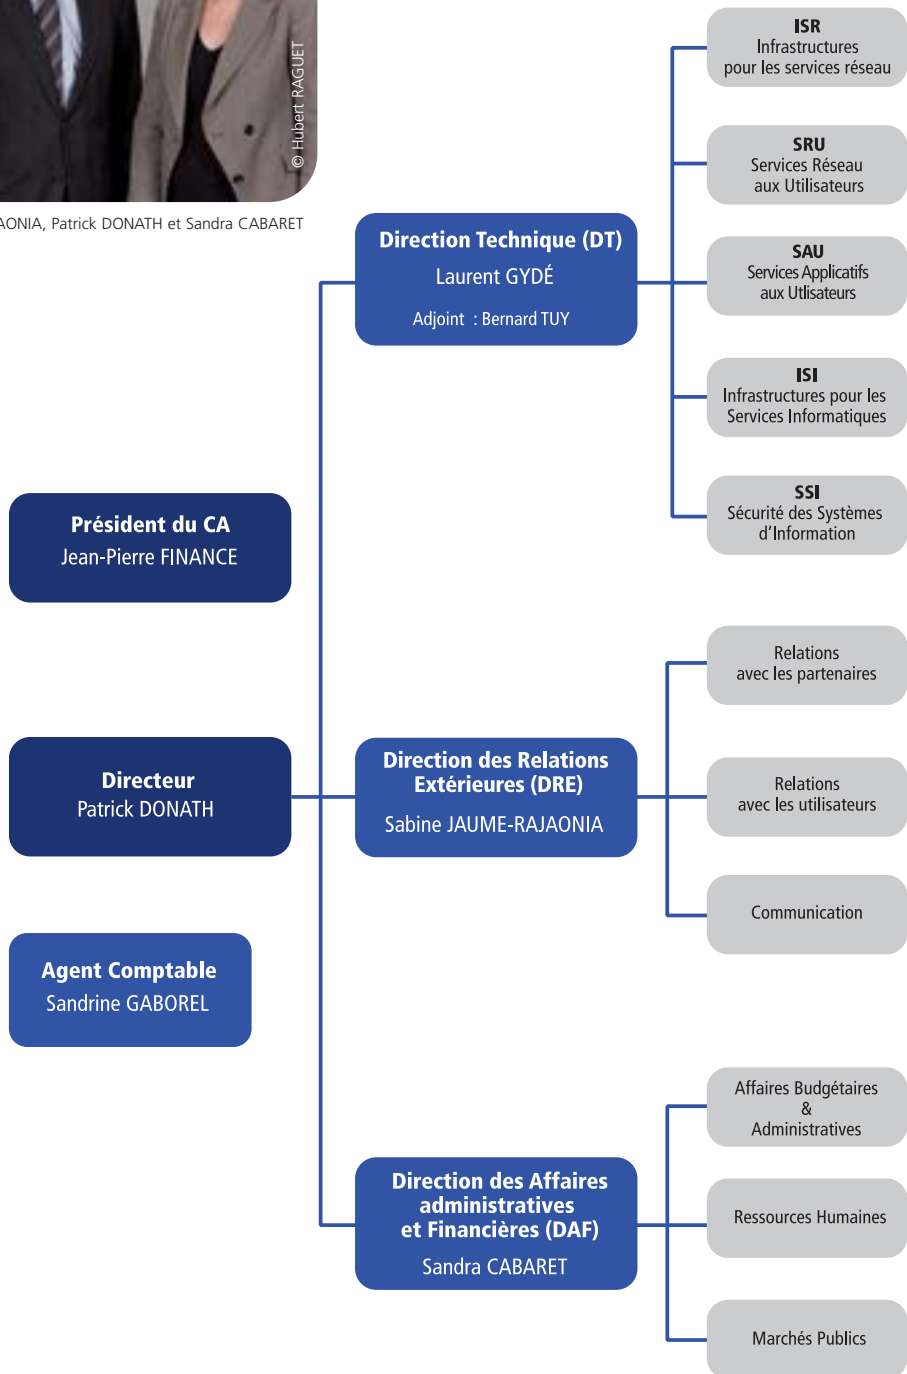 © Hubert RAGUET
AONIA, Patrick DONATH et Sandra CABARET
Président du CA
Jean-Pierre FINANCE
Directeur
Patrick DONATH
Agent Comptable
Sandrine GABOREL
Direction Technique (DT)
Laurent GYDÉ
Adjoint : Bernard TUY
ISR
Infrastructures
pour les services réseau
SRU
Services Réseau
aux Utilisateurs
SAU
Services Applicatifs
aux Utlisateurs
ISI
Infrastructures pour les
Services Informatiques
SSI
Sécurité des Systèmes
d'Information
Direction des Relations
Extérieures (DRE)
Sabine JAUME-RAJAONIA
Relations
avec les partenaires
Relations
avec les utilisateurs
Communication
Direction des Affaires
administratives
et Financières (DAF)
Sandra CABARET
Affaires Budgétaires
&
Administratives
Ressources Humaines
Marchés Publics